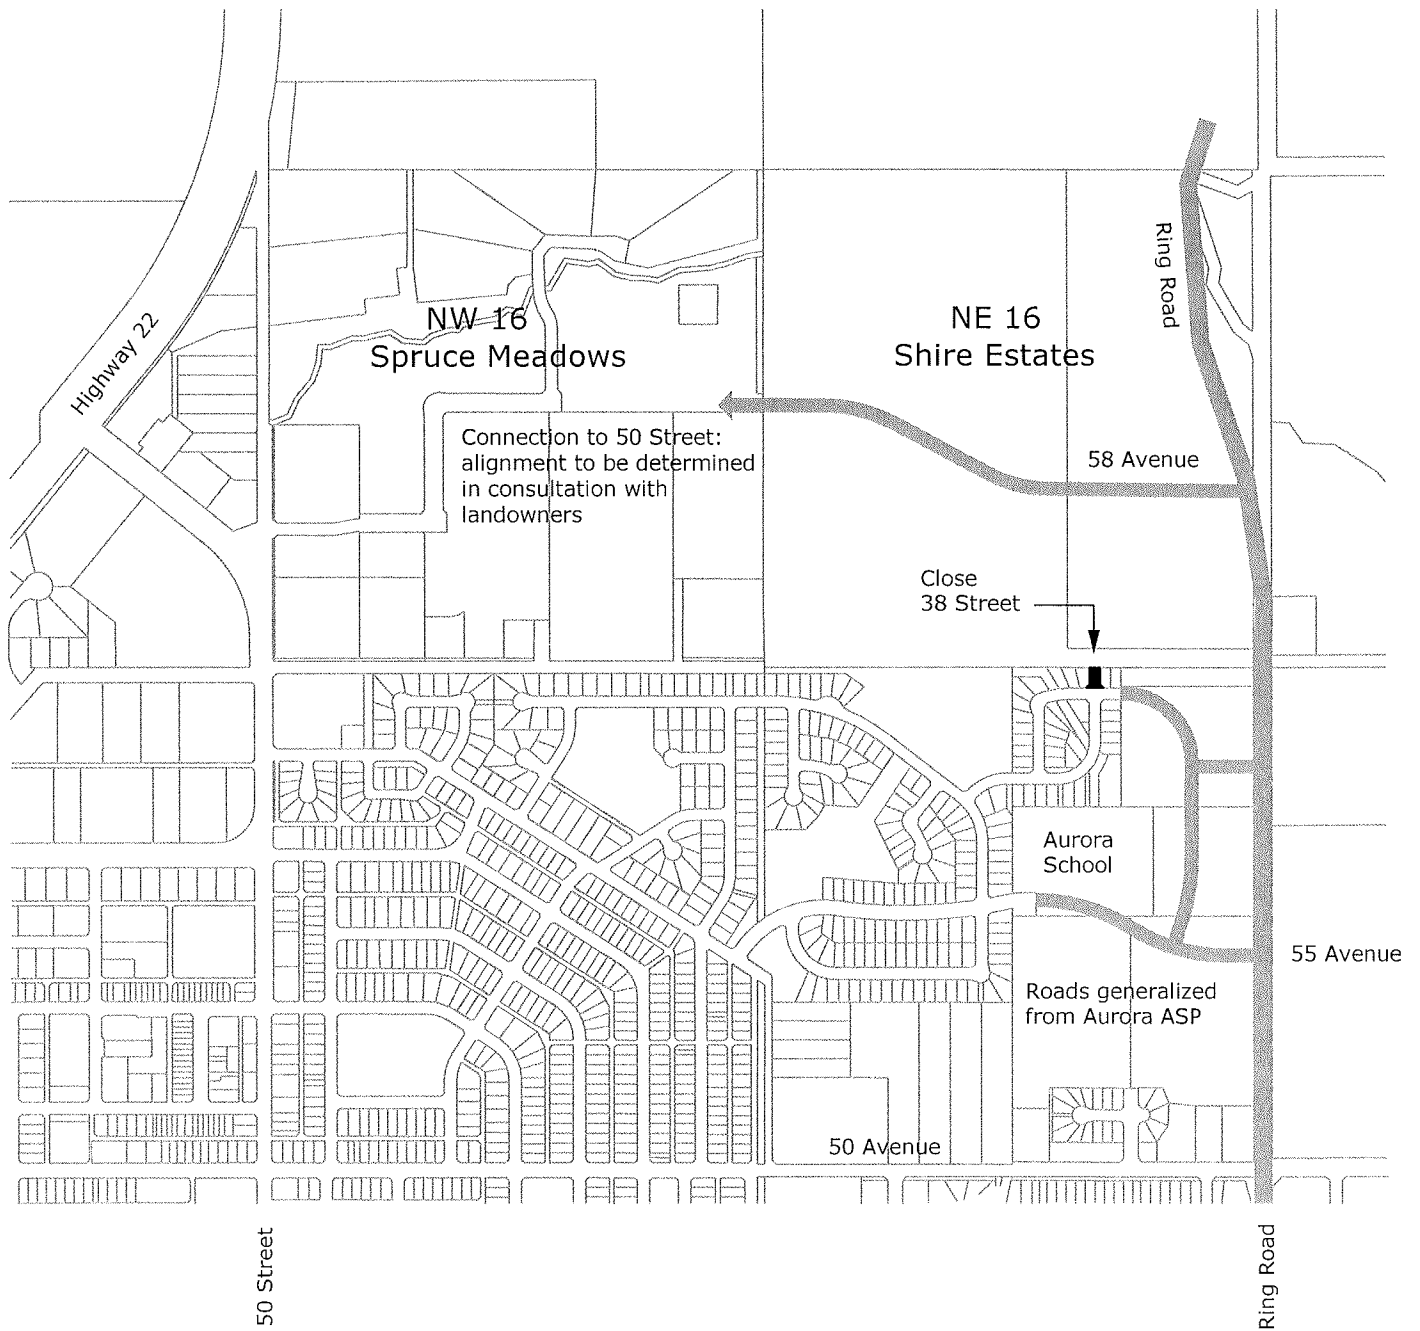 Highway 22
NW 16
Spruce Meadows
NE 16
Shire Estates
Ring Road
Connection to 50 Street:
alignment to be determined
in consultation with
landowners
58 Avenue
Close
38 Street
Aurora
School
55 Avenue
Roads generalized
from Aurora ASP
50 Avenue
50 Street
Ring Road